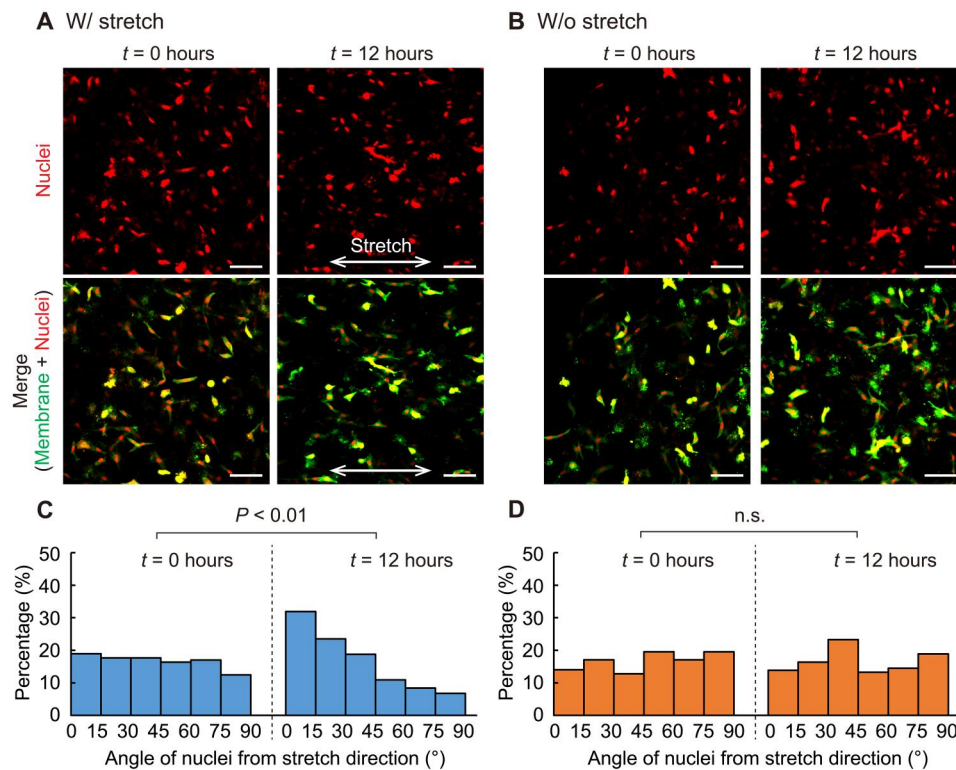 A W/ stretch
t = 0 hours
t = 12 hours
B W/o stretch
t = 0 hours
t = 12 hours
Nuclei
Stretch
Merge
(Membrane + Nuclei)
C
P < 0.01
t = 0 hours
t = 12 hours
Percentage (%)
50
40
30
20
10
0
0 15 30 45 60 75 90
0 15 30 45 60 75 90
Angle of nuclei from stretch direction (°)
D
n.s.
t = 0 hours
t = 12 hours
Percentage (%)
50
40
30
20
10
0
0 15 30 45 60 75 90
0 15 30 45 60 75 90
Angle of nuclei from stretch direction (°)